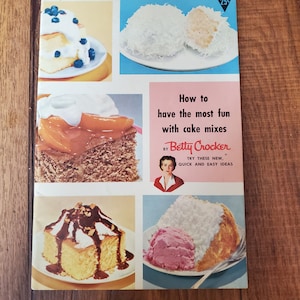 25¢
How to
have the most fun
with cake mixes
BY Betty Crocker
TRY THESE NEW,
QUICK AND EASY IDEAS